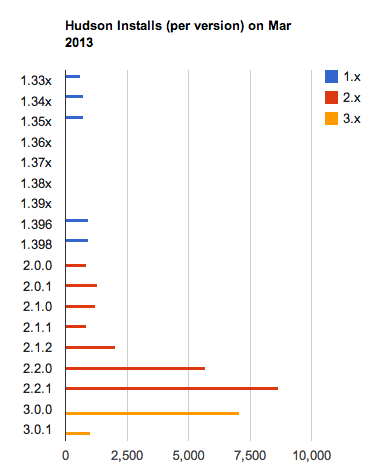 Hudson Installs (per version) on Mar
2013
1.x
2.x
3.x
1.33x
1.34x
1.35x
1.36x
1.37x
1.38x
1.39x
1.396
1.398
2.0.0
2.0.1
2.1.0
2.1.1
2.1.2
2.2.0
2.2.1
3.0.0
3.0.1
0 2,500 5,000 7,500 10,000